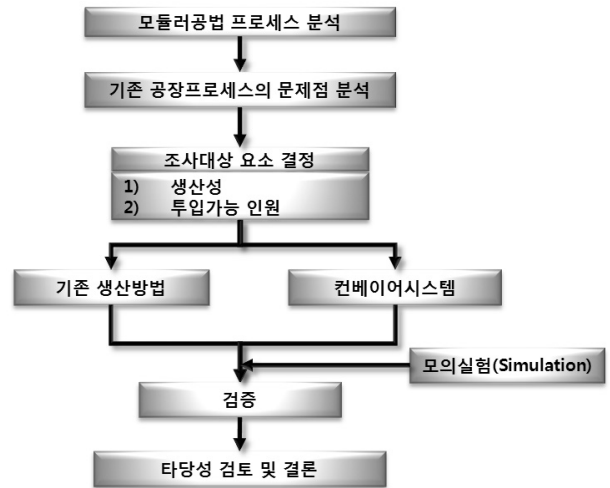 모듈러공법 프로세스 분석
기존 공장프로세스의 문제점 분석
조사대상 요소 결정
1) 생산성
2) 투입가능 인원
기존 생산방법
컨베이어시스템
모의실험(Simulation)
검증
타당성 검토 및 결론